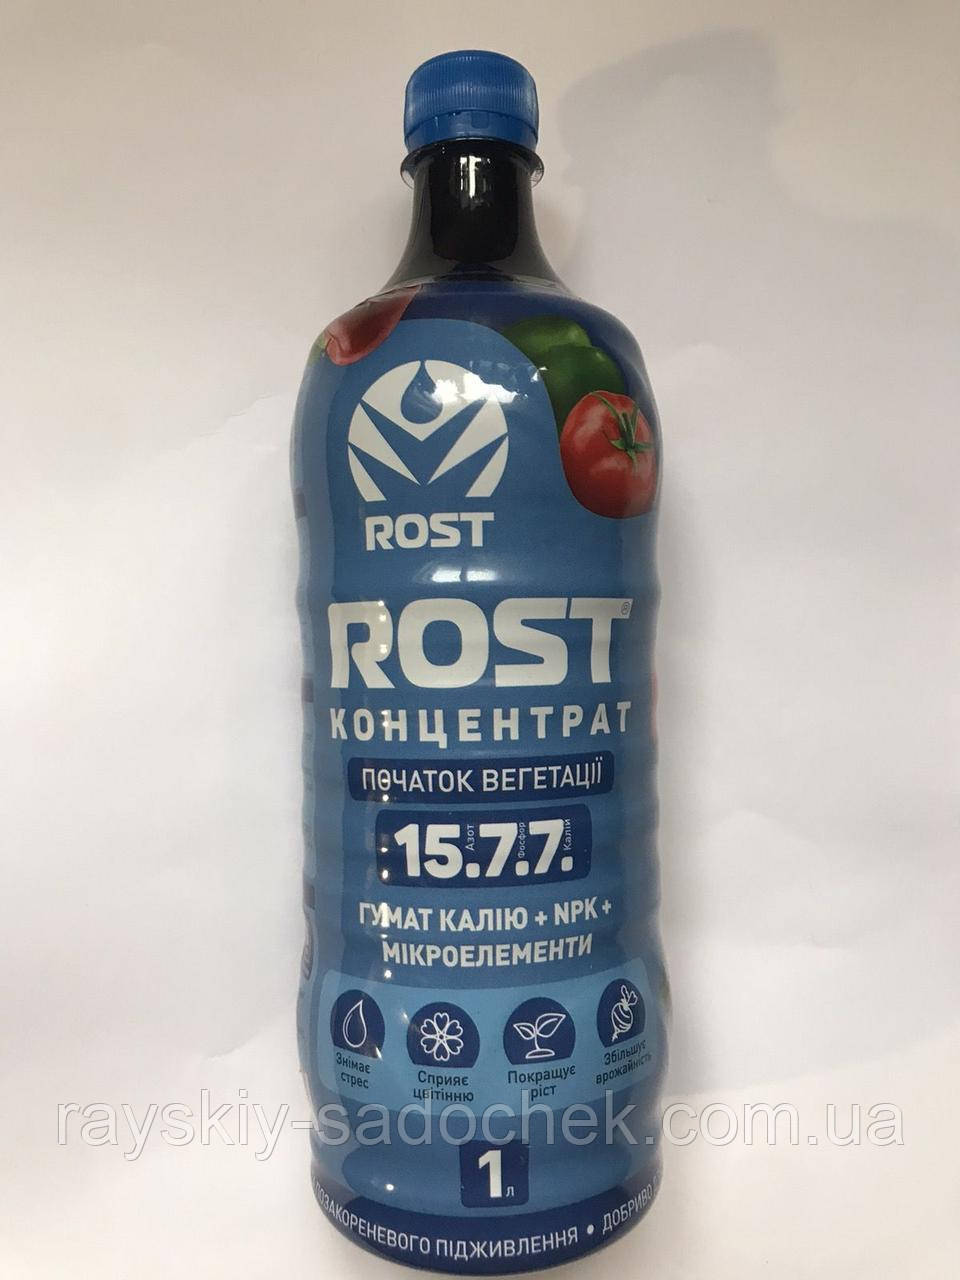 ROST
ROST®
КОНЦЕНТРАТ
ПОЧАТОК ВЕГЕТАЦІЇ
15. Азот 7. Фосфор 7. Калій
ГУМАТ КАЛІЮ + NPK +
МІКРОЕЛЕМЕНТИ
Знімає
стрес
Сприяє
цвітінню
Покращує
ріст
Збільшує
врожайність
rayskiy-sadochek.com.ua
1 л
ПОЗАКОРЕНЕВОГО ПІДЖИВЛЕННЯ • ДОБРИВО